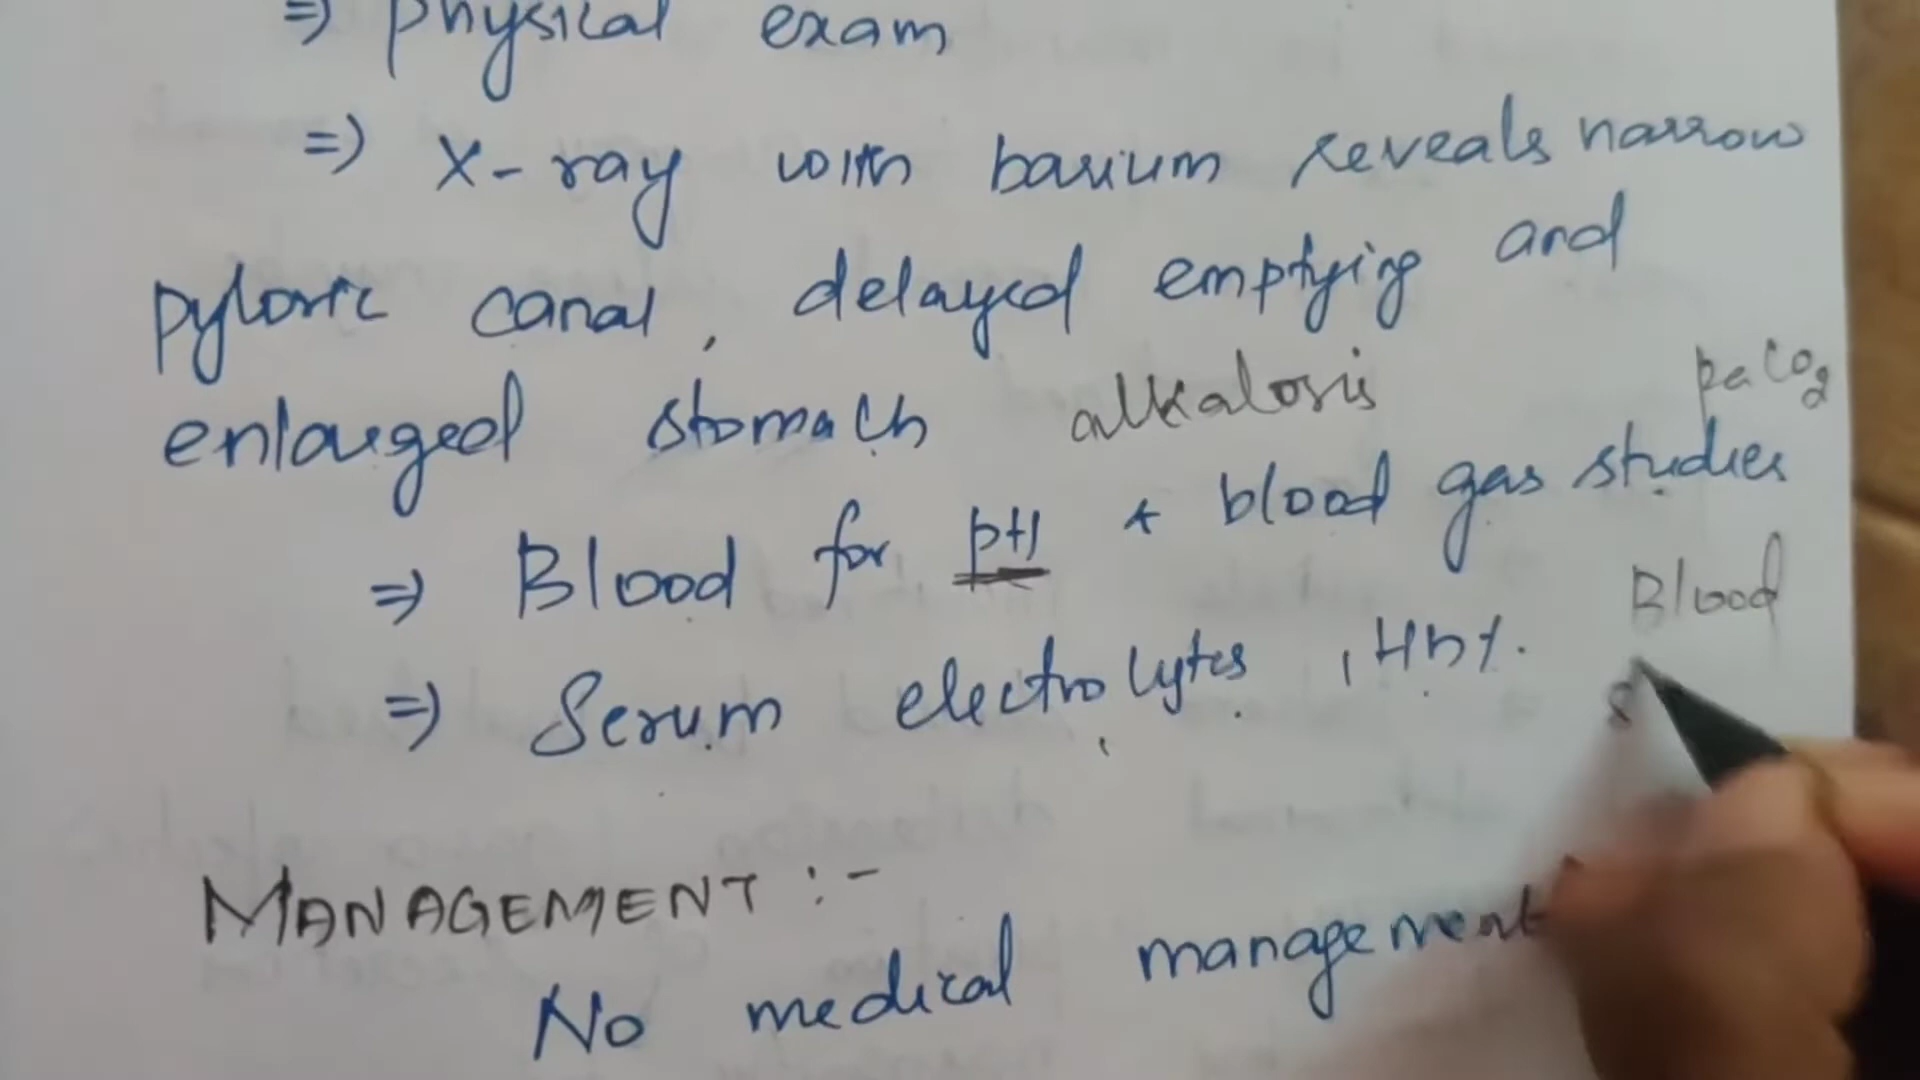 ⇒ physical exam
⇒ X-ray with barium reveals narrow
pyloric canal, delayed emptying and
enlarged stomach alkalosis paCO2
⇒ Blood for pH + blood gas studies
Blood
⇒ Serum electrolytes, Hb%.
MANAGEMENT :-
No medical management